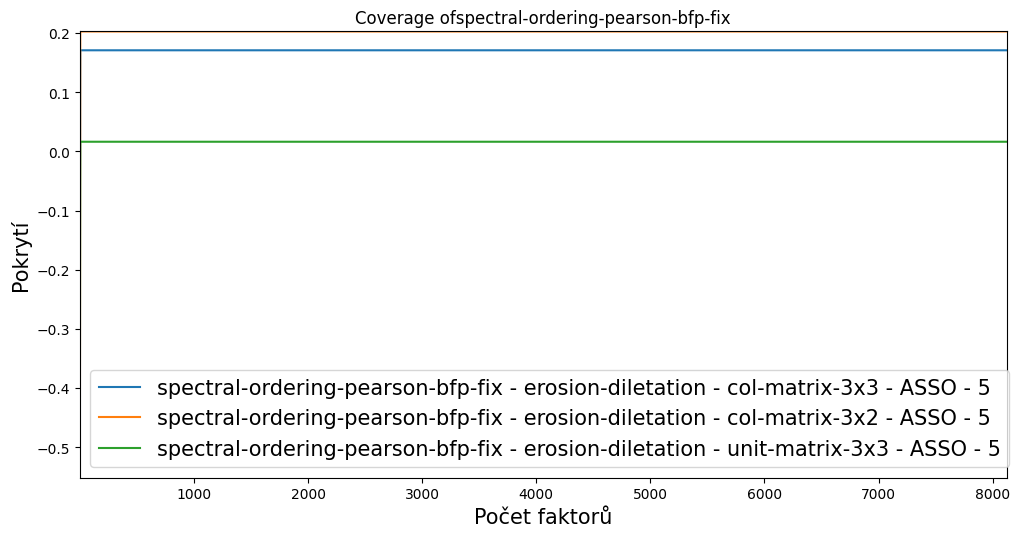 Coverage ofspectral-ordering-pearson-bfp-fix
0.2
0.1
0.0
−0.1
−0.2
−0.3
−0.4
−0.5
Pokrytí
spectral-ordering-pearson-bfp-fix - erosion-diletation - col-matrix-3x3 - ASSO - 5
spectral-ordering-pearson-bfp-fix - erosion-diletation - col-matrix-3x2 - ASSO - 5
spectral-ordering-pearson-bfp-fix - erosion-diletation - unit-matrix-3x3 - ASSO - 5
1000 2000 3000 4000 5000 6000 7000 8000
Počet faktorů